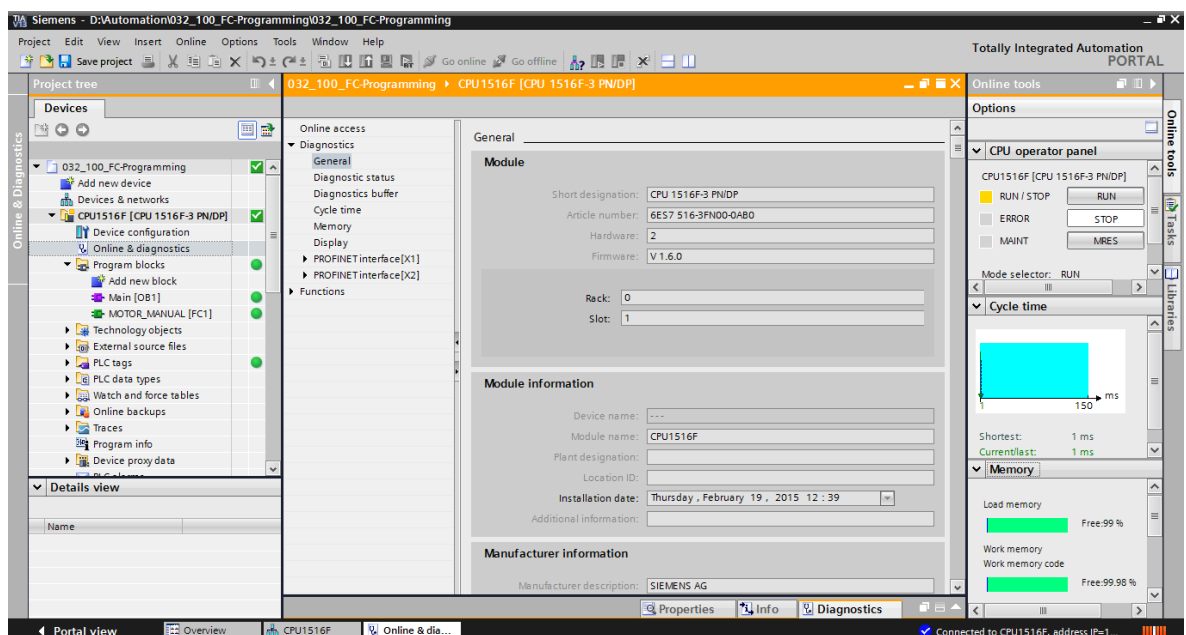 Siemens - D:\Automation\032_100_FC-Programming\032_100_FC-Programming
Project Edit View Insert Online Options Tools Window Help
Totally Integrated Automation
PORTAL
Save project
Go online
Go offline
Project tree
Devices
032_100_FC-Programming
Add new device
Devices & networks
CPU1516F [CPU 1516F-3 PN/DP]
Device configuration
Online & diagnostics
Program blocks
Add new block
Main [OB1]
MOTOR_MANUAL [FC1]
Technology objects
External source files
PLC tags
PLC data types
Watch and force tables
Online backups
Traces
Program info
Device proxy data
Details view
Name
Online & Diagnostics
032_100_FC-Programming CPU1516F [CPU 1516F-3 PN/DP]
Online access
Diagnostics
General
Diagnostic status
Diagnostics buffer
Cycle time
Memory
Display
PROFINET interface[X1]
PROFINET interface[X2]
Functions
General
Module
Short designation: CPU 1516F-3 PN/DP
Article number: 6ES7 516-3FN00-0AB0
Hardware: 2
Firmware: V 1.6.0
Rack: 0
Slot: 1
Module information
Device name: ---
Module name: CPU1516F
Plant designation:
Location ID:
Installation date: Thursday , February 19 , 2015 12 : 39
Additional information:
Manufacturer information
Manufacturer description: SIEMENS AG
Properties
Info
Diagnostics
Online tools
Options
CPU operator panel
CPU1516F [CPU 1516F-3 PN/DP]
RUN / STOP RUN
ERROR STOP
MAINT MRES
Mode selector: RUN
Cycle time
ms
1 150
Shortest: 1 ms
Current/last: 1 ms
Memory
Load memory
Free:99 %
Work memory
Work memory code
Free:99.98 %
Online tools
Tasks
Libraries
Portal view
Overview
CPU1516F
Online & dia...
Connected to CPU1516F, address IP=1...